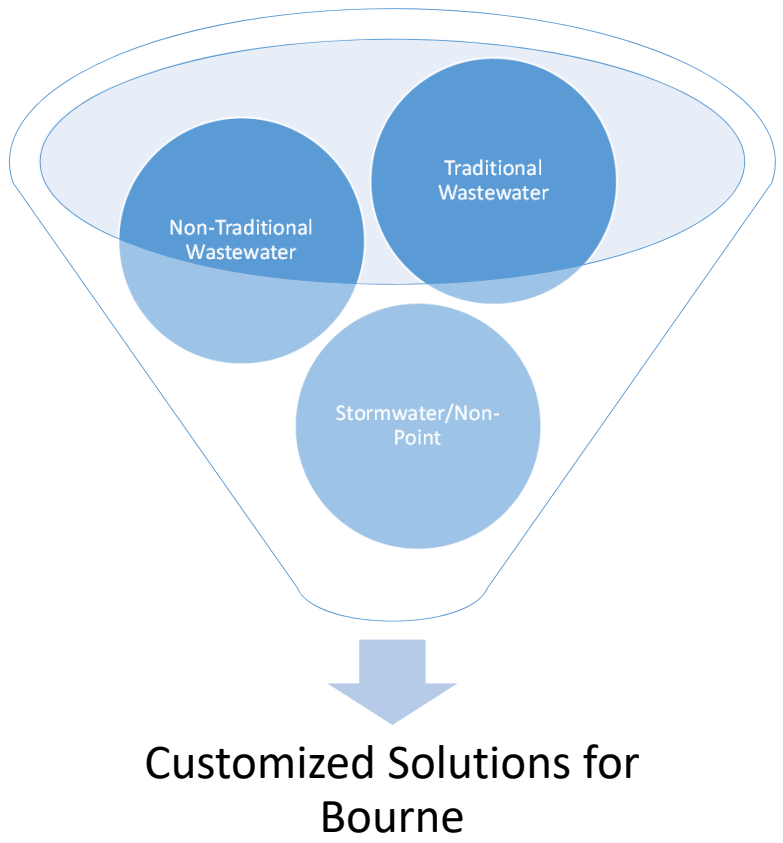 Traditional
Wastewater
Non-Traditional
Wastewater
Stormwater/Non-
Point
Customized Solutions for
Bourne